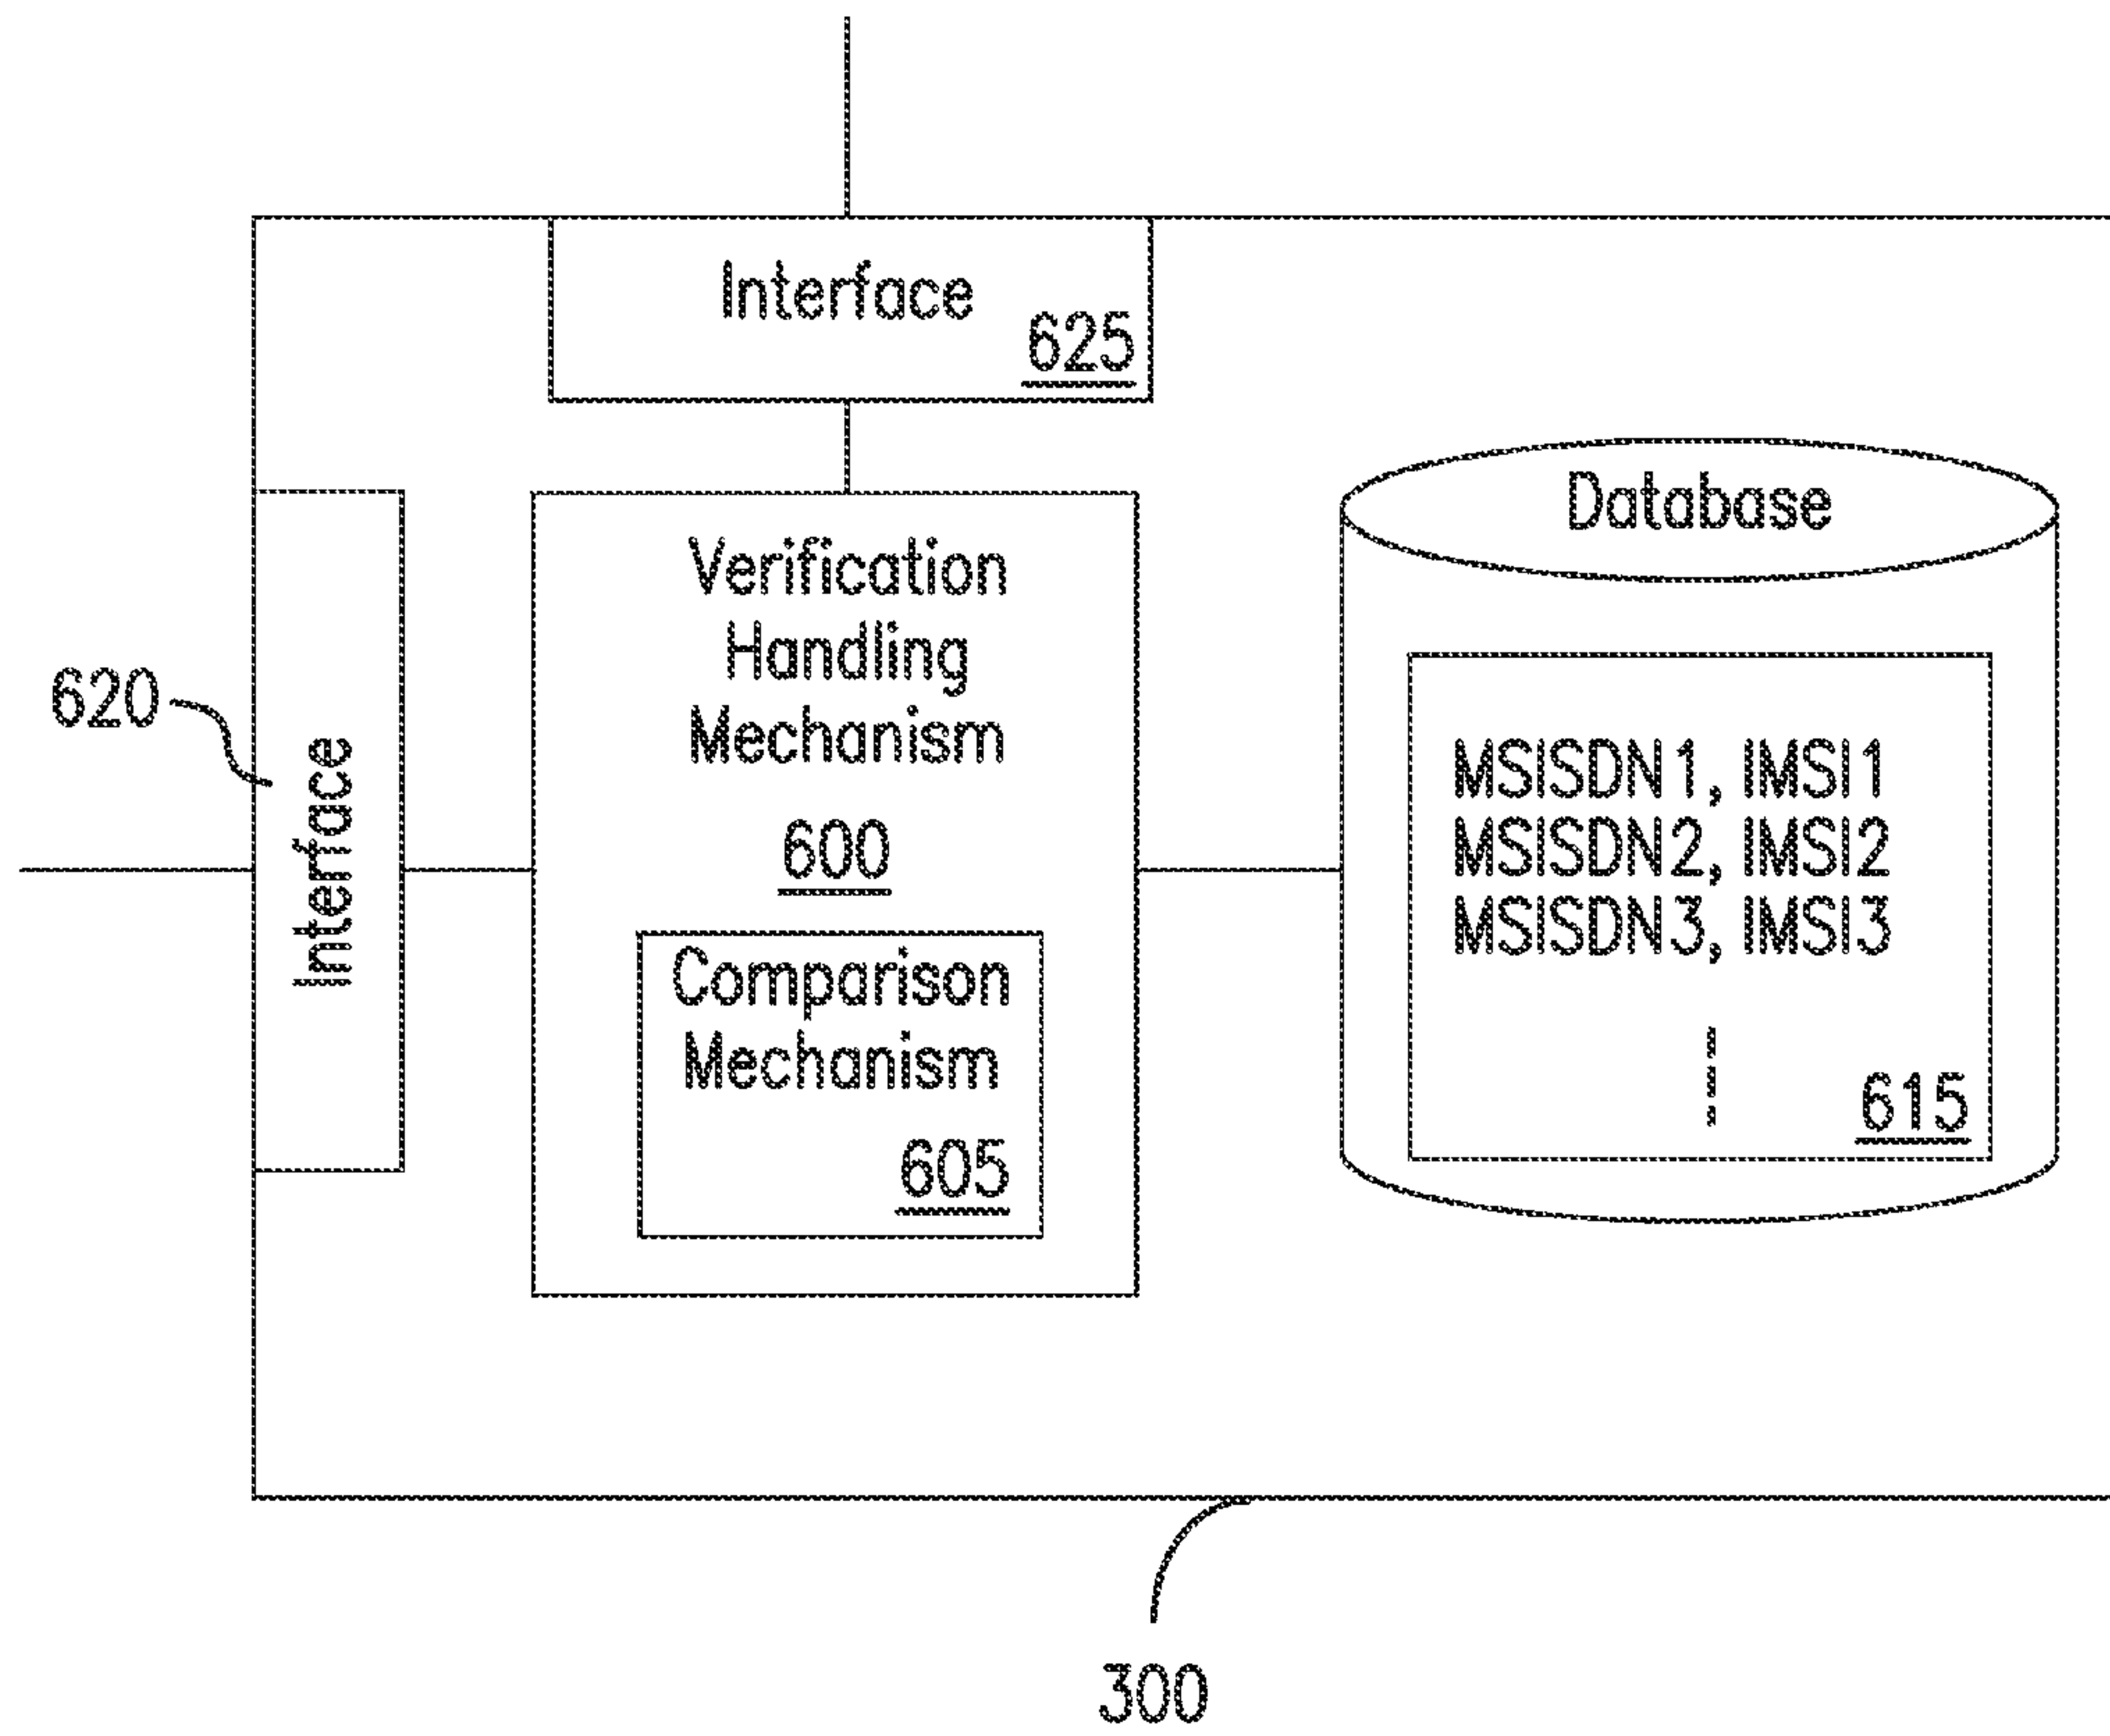 Interface
625
Database
Verification
Handling
Mechanism
600
620
Interface
MSISDN1, IMSI1
MSISDN2, IMSI2
MSISDN3, IMSI3
615
Comparison
Mechanism
605
300